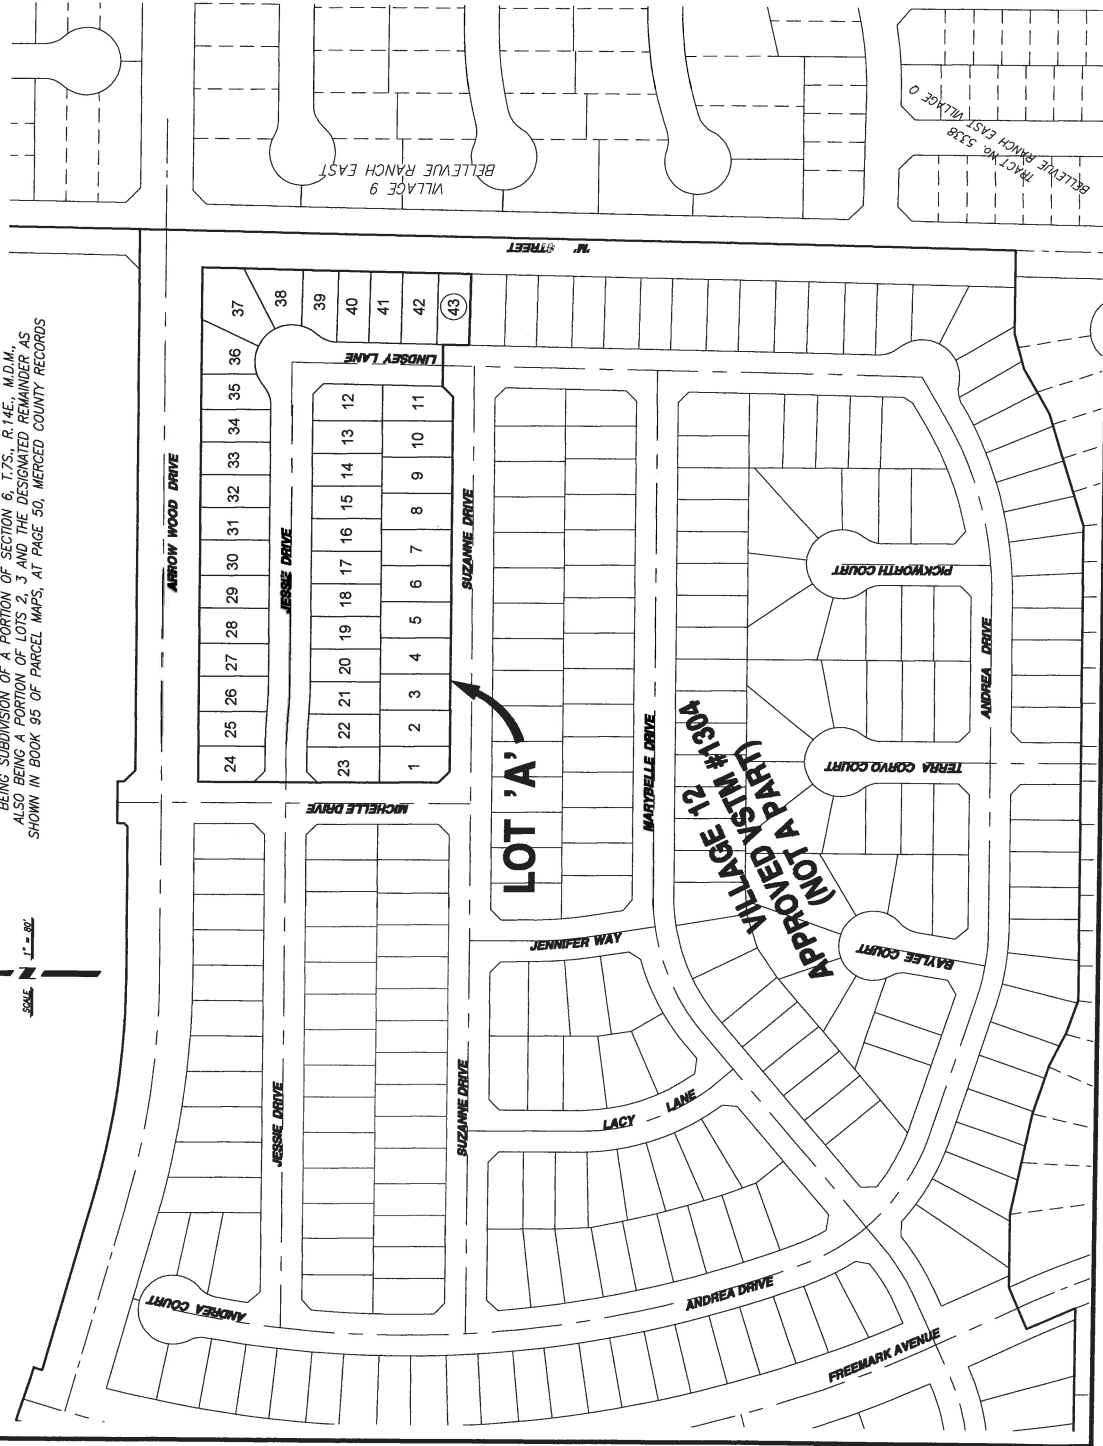 BEING SUBDIVISION OF A PORTION OF SECTION 6, T.7S., R.14E., M.D.M.,
ALSO BEING A PORTION OF LOTS 2, 3 AND THE DESIGNATED REMAINDER AS
SHOWN IN BOOK 95 OF PARCEL MAPS, AT PAGE 50, MERCED COUNTY RECORDS
SCALE 1" = 80'
N
VILLAGE 9
BELLEVUE RANCH EAST
TRACT No. 5338
BELLEVUE RANCH EAST VILLAGE Q
"M" STREET
ARROW WOOD DRIVE
37
38
39
40
41
42
43
36
35
34
33
32
31
30
29
28
27
26
25
24
LINDSEY LANE
JESSIE DRIVE
12
13
14
15
16
17
18
19
20
21
22
23
11
10
9
8
7
6
5
4
3
2
1
SUZANNE DRIVE
MICHELLE DRIVE
LOT 'A'
MARYBELLE DRIVE
VILLAGE 12
APPROVED VSTM #1304
(NOT A PART)
PICKWORTH COURT
TERRA CORVO COURT
BAYLEE COURT
ANDREA DRIVE
JENNIFER WAY
LACY LANE
JESSIE DRIVE
SUZANNE DRIVE
ANDREA COURT
ANDREA DRIVE
FREEMARK AVENUE